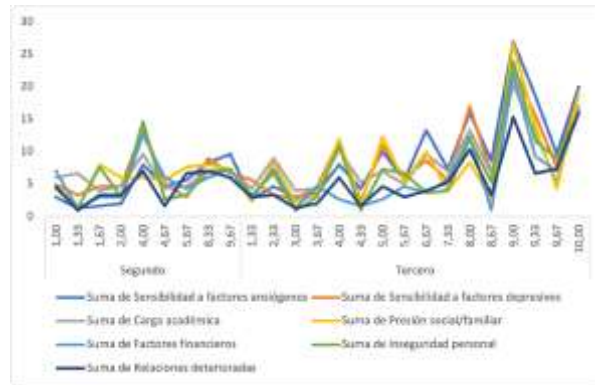 30
25
20
15
10
5
0
1,00 1,33 1,67 2,00 4,00 4,67 7,67 8,33 9,67 1,33 2,33 3,33 3,67 4,00 4,33 5,00 5,67 6,67 7,33 8,00 8,67 9,00 9,33 9,67 10,00
Segundo Tercero
Suma de Sensibilidad a factores ansiógenos Suma de Sensibilidad a factores depresivos
Suma de Carga académica Suma de Presión social/familiar
Suma de Factores financieros Suma de Inseguridad personal
Suma de Relaciones deterioradas